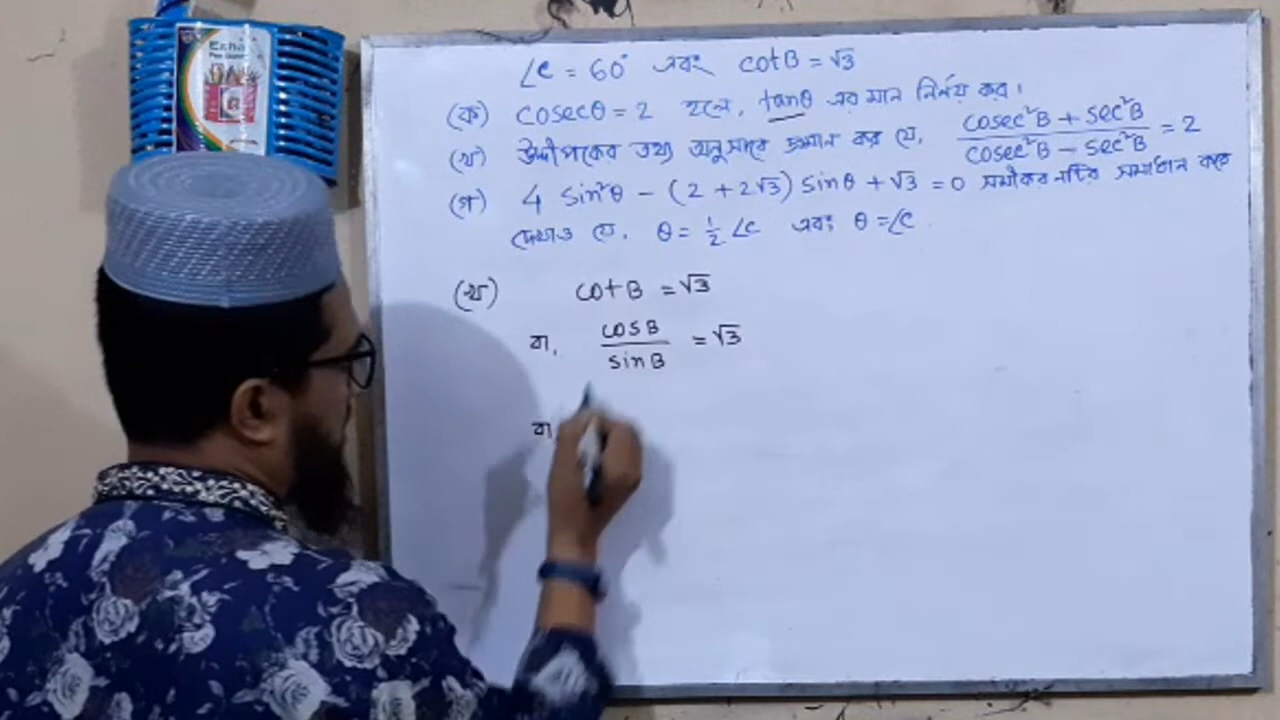 ∠C = 60° এবং cotB = √3
(ক) cosecθ = 2 হলে, tanθ এর মান নির্নয় কর।
(খ) উদ্দীপকের তথ্য অনুসারে প্রমান কর যে, (cosec²B + sec²B)/(cosec²B − sec²B) = 2
(গ) 4 sin²θ − (2 + 2√3) sinθ + √3 = 0 সমীকরনটির সমাধান করে
দেখাও যে, θ = ½ ∠C এবং θ = ∠C.
(খ) cotB = √3
বা, cosB/sinB = √3
বা